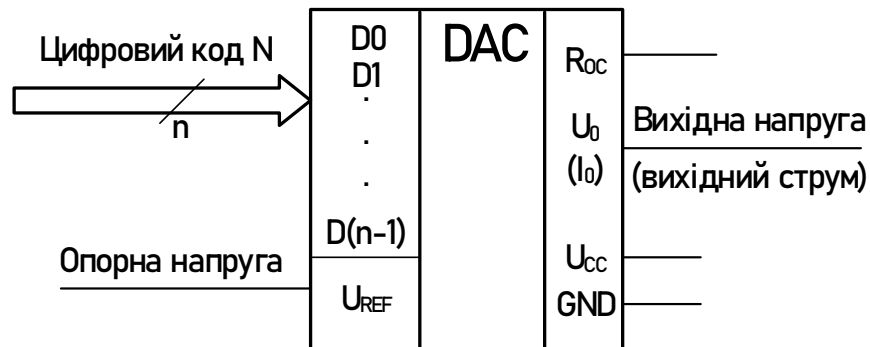 Цифровий код N
n
Опорна напруга
D0
D1
.
.
.
D(n-1)
UREF
DAC
ROC
U0
(I0)
UCC
GND
Вихідна напруга
(вихідний струм)